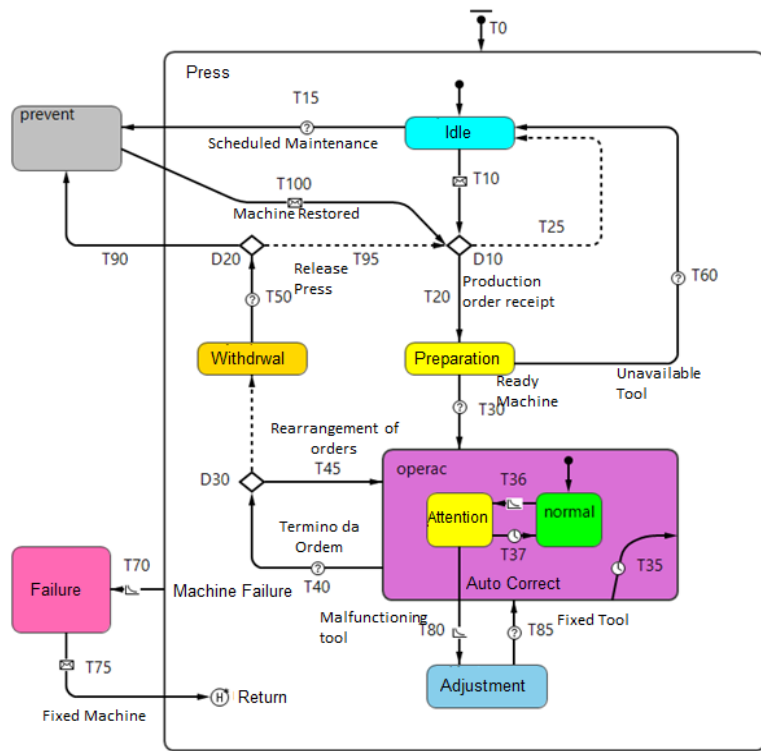 T0
Press
T15
prevent
Idle
Scheduled Maintenance
T10
T100
Machine Restored
T25
T90
D20
T95
D10
Release
Press
T50
T20
Production
order receipt
T60
Withdrwal
Preparation
Ready
Machine
Unavailable
Tool
T30
Rearrangement of
orders
T45
D30
operac
T36
Attention
normal
T37
T35
Termino da
Ordem
T40
Auto Correct
Failure
T70
Machine Failure
Malfunctioning
tool
T80
T85
Fixed Tool
T75
Adjustment
H*
Return
Fixed Machine